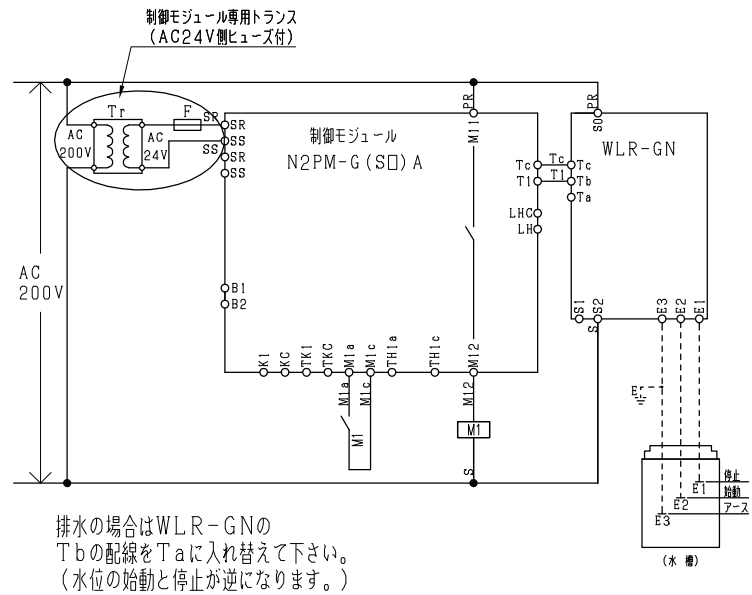 制御モジュール専用トランス
（AC24V側ヒューズ付）
Tr
F
SR
AC
200V
AC
24V
SS
SR
SS
SR
SS
制御モジュール
N2PM-G(S□)A
M11
PR
PR
S0
WLR-GN
Tc
Tc
Tc
T1
T1
Tb
Ta
LHC
LH
AC
200V
B1
B2
S1
S2
S
E3
E2
E1
K1
KC
TK1
TKC
M1a
M1c
TH1a
TH1c
M12
M1a
M1c
M12
M1
M1
S
E
E1
停止
E2
始動
E3
アース
（水 槽）
排水の場合はWLR-GNの
Tbの配線をTaに入れ替えて下さい。
（水位の始動と停止が逆になります。）